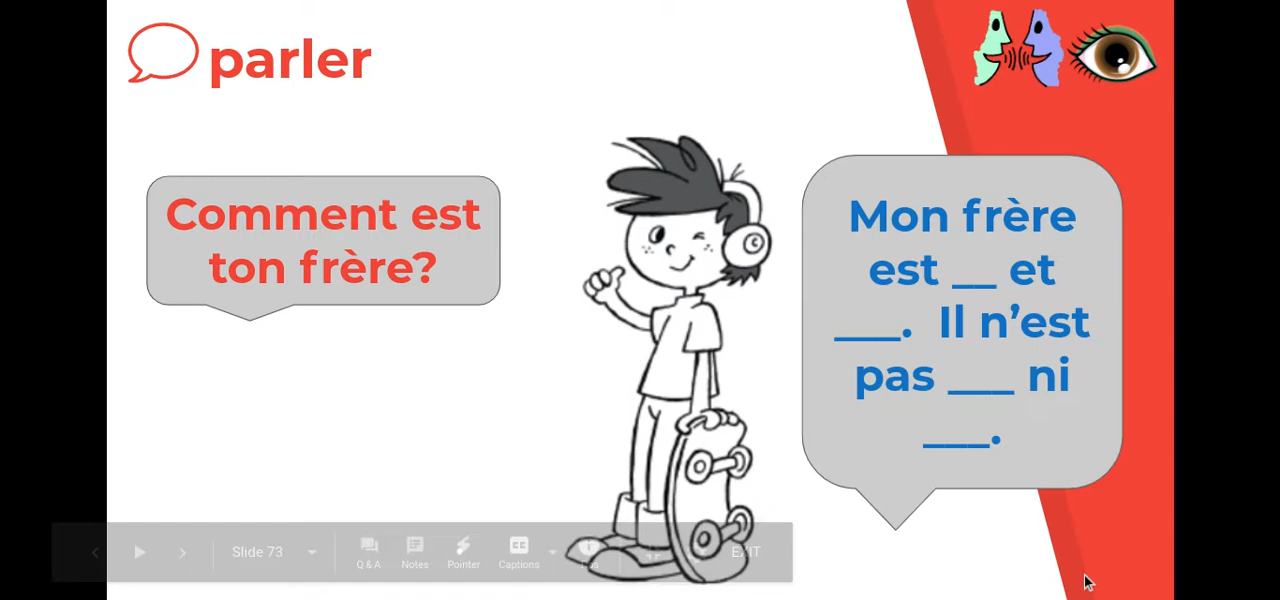 parler
Comment est
ton frère?
Mon frère
est __ et
___. Il n’est
pas ___ ni
___.
Slide 73
Q & A
Notes
Pointer
CC
Captions
EXIT